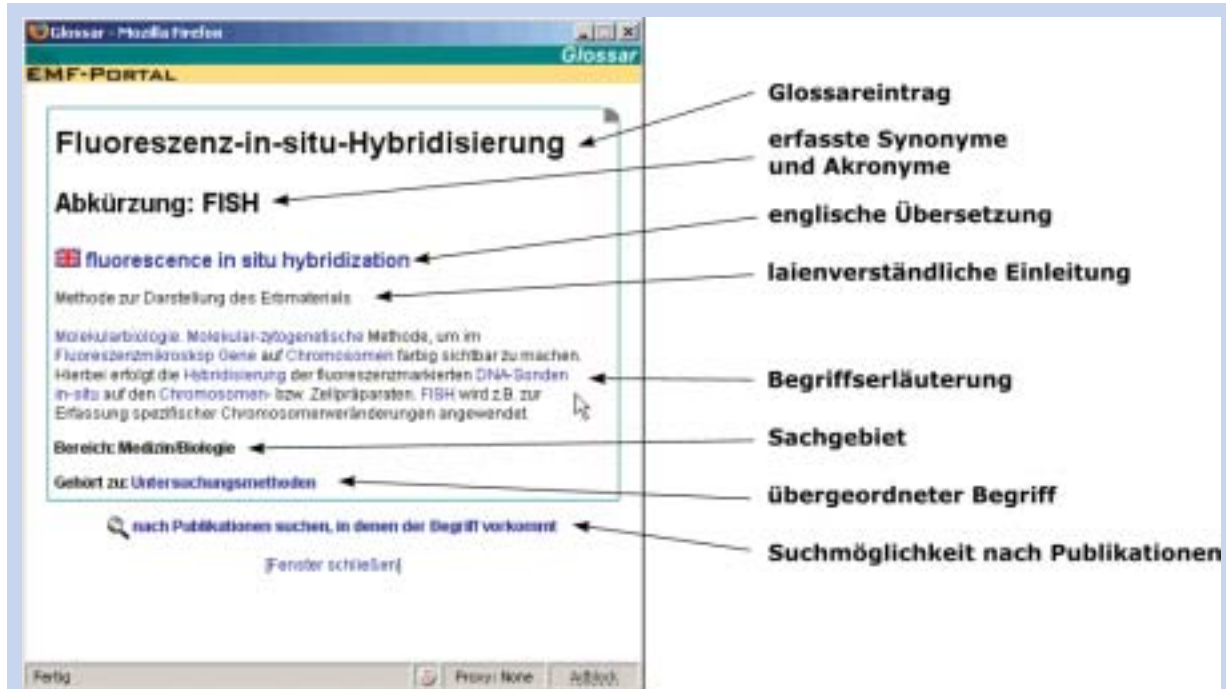 Glossar - Mozilla Firefox
Glossar
EMF-PORTAL
Fluoreszenz-in-situ-Hybridisierung
Abkürzung: FISH
fluorescence in situ hybridization
Methode zur Darstellung des Erbmaterials
Molekularbiologie. Molekular-zytogenetische Methode, um im
Fluoreszenzmikroskop Gene auf Chromosomen farbig sichtbar zu machen.
Hierbei erfolgt die Hybridisierung der fluoreszenzmarkierten DNA-Sonden
in-situ auf den Chromosomen- bzw. Zellpräparaten. FISH wird z.B. zur
Erfassung spezifischer Chromosomenveränderungen angewendet.
Bereich: Medizin/Biologie
Gehört zu: Untersuchungsmethoden
nach Publikationen suchen, in denen der Begriff vorkommt
[Fenster schließen]
Fertig
Proxy: None
Adblock
Glossareintrag
erfasste Synonyme
und Akronyme
englische Übersetzung
laienverständliche Einleitung
Begriffserläuterung
Sachgebiet
übergeordneter Begriff
Suchmöglichkeit nach Publikationen